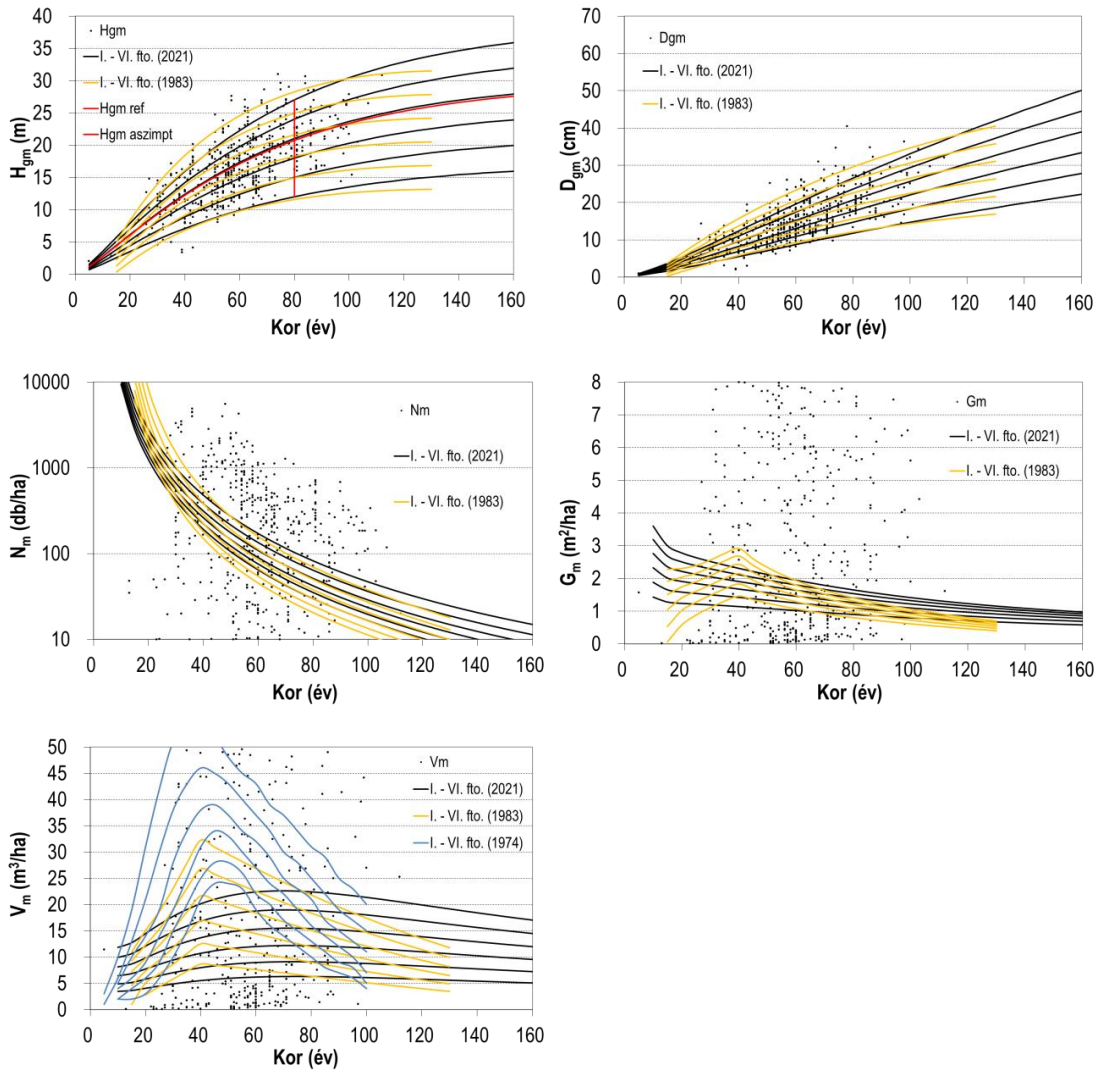 40
35
30
25
20
15
10
5
0
H_gm (m)
Hgm
I. - VI. fto. (2021)
I. - VI. fto. (1983)
Hgm ref
Hgm aszimpt
0 20 40 60 80 100 120 140 160
Kor (év)
70
60
50
40
30
20
10
0
D_gm (cm)
Dgm
I. - VI. fto. (2021)
I. - VI. fto. (1983)
0 20 40 60 80 100 120 140 160
Kor (év)
10000
1000
100
10
N_m (db/ha)
Nm
I. - VI. fto. (2021)
I. - VI. fto. (1983)
0 20 40 60 80 100 120 140 160
Kor (év)
8
7
6
5
4
3
2
1
0
G_m (m²/ha)
Gm
I. - VI. fto. (2021)
I. - VI. fto. (1983)
0 20 40 60 80 100 120 140 160
Kor (év)
50
45
40
35
30
25
20
15
10
5
0
V_m (m³/ha)
Vm
I. - VI. fto. (2021)
I. - VI. fto. (1983)
I. - VI. fto. (1974)
0 20 40 60 80 100 120 140 160
Kor (év)